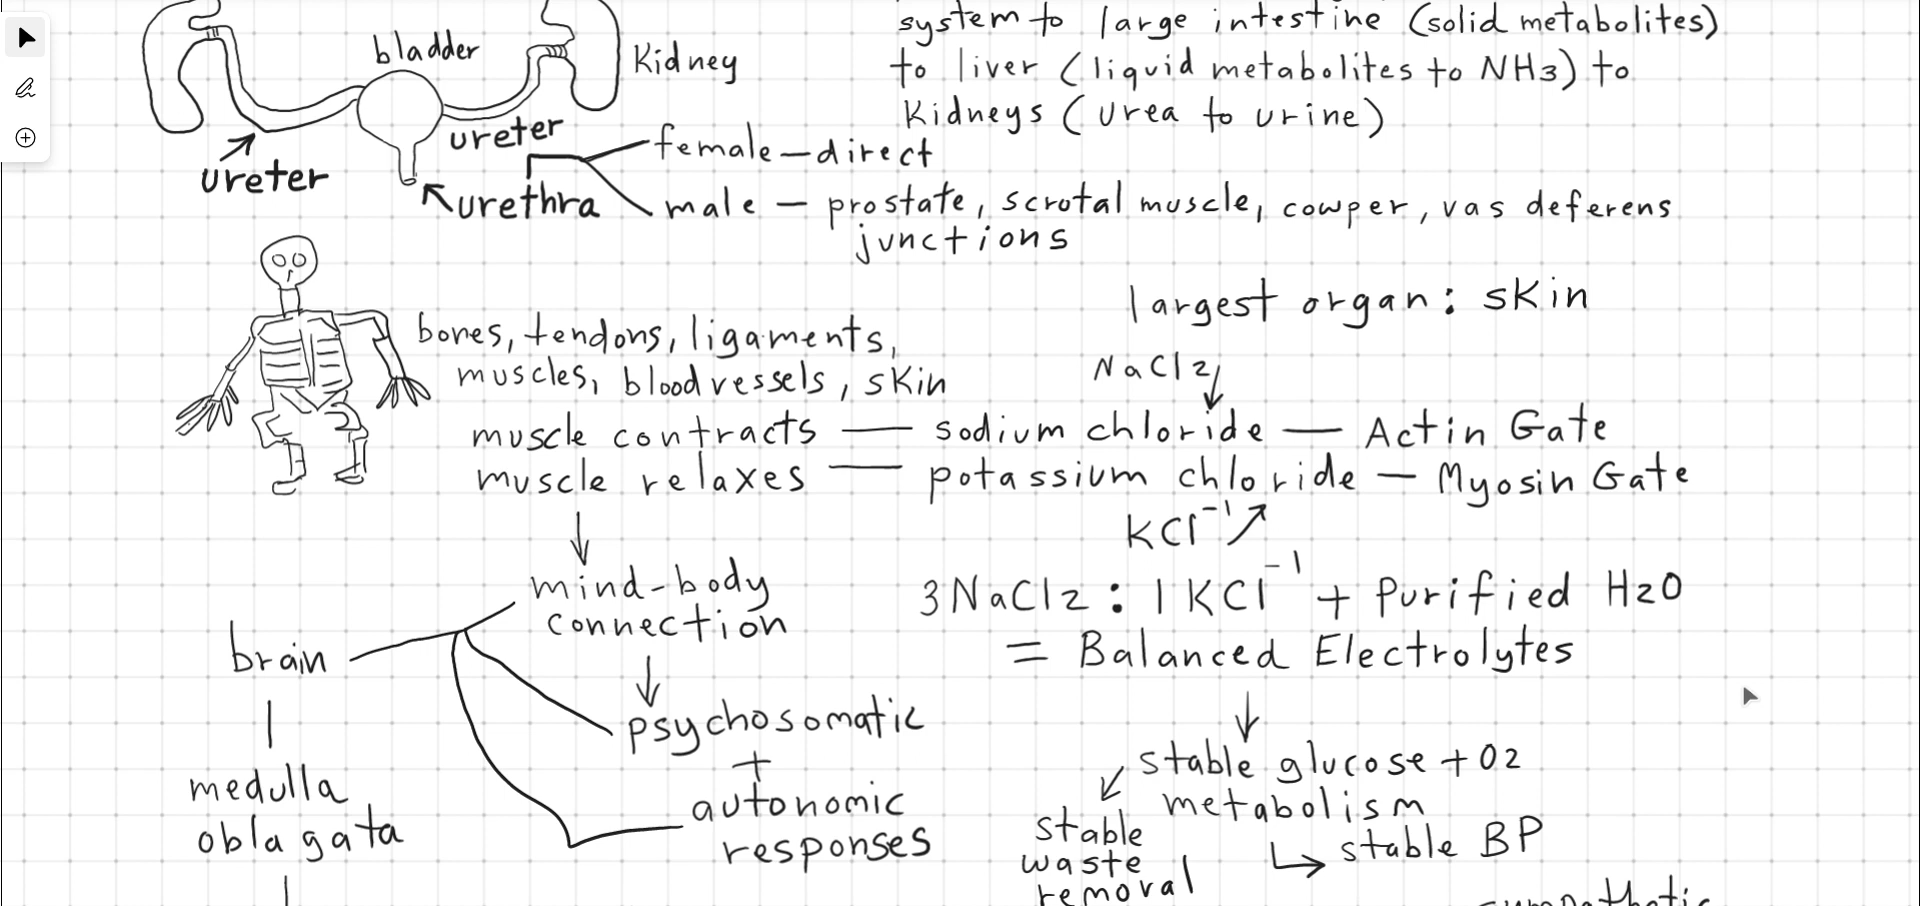 system to large intestine (solid metabolites)
to liver (liquid metabolites to NH3) to
Kidneys (urea to urine)
bladder
Kidney
ureter
ureter
urethra
female - direct
male - prostate, scrotal muscle, cowper, vas deferens
junctions
largest organ: skin
bones, tendons, ligaments,
muscles, blood vessels, skin
NaCl2
muscle contracts — sodium chloride — Actin Gate
muscle relaxes — potassium chloride — Myosin Gate
KCl⁻¹
mind-body
connection
3NaCl2 : 1KCl⁻¹ + Purified H2O
= Balanced Electrolytes
brain
psychosomatic
+
autonomic
responses
medulla
oblagata
stable glucose + O2
metabolism
stable
waste
removal
stable BP